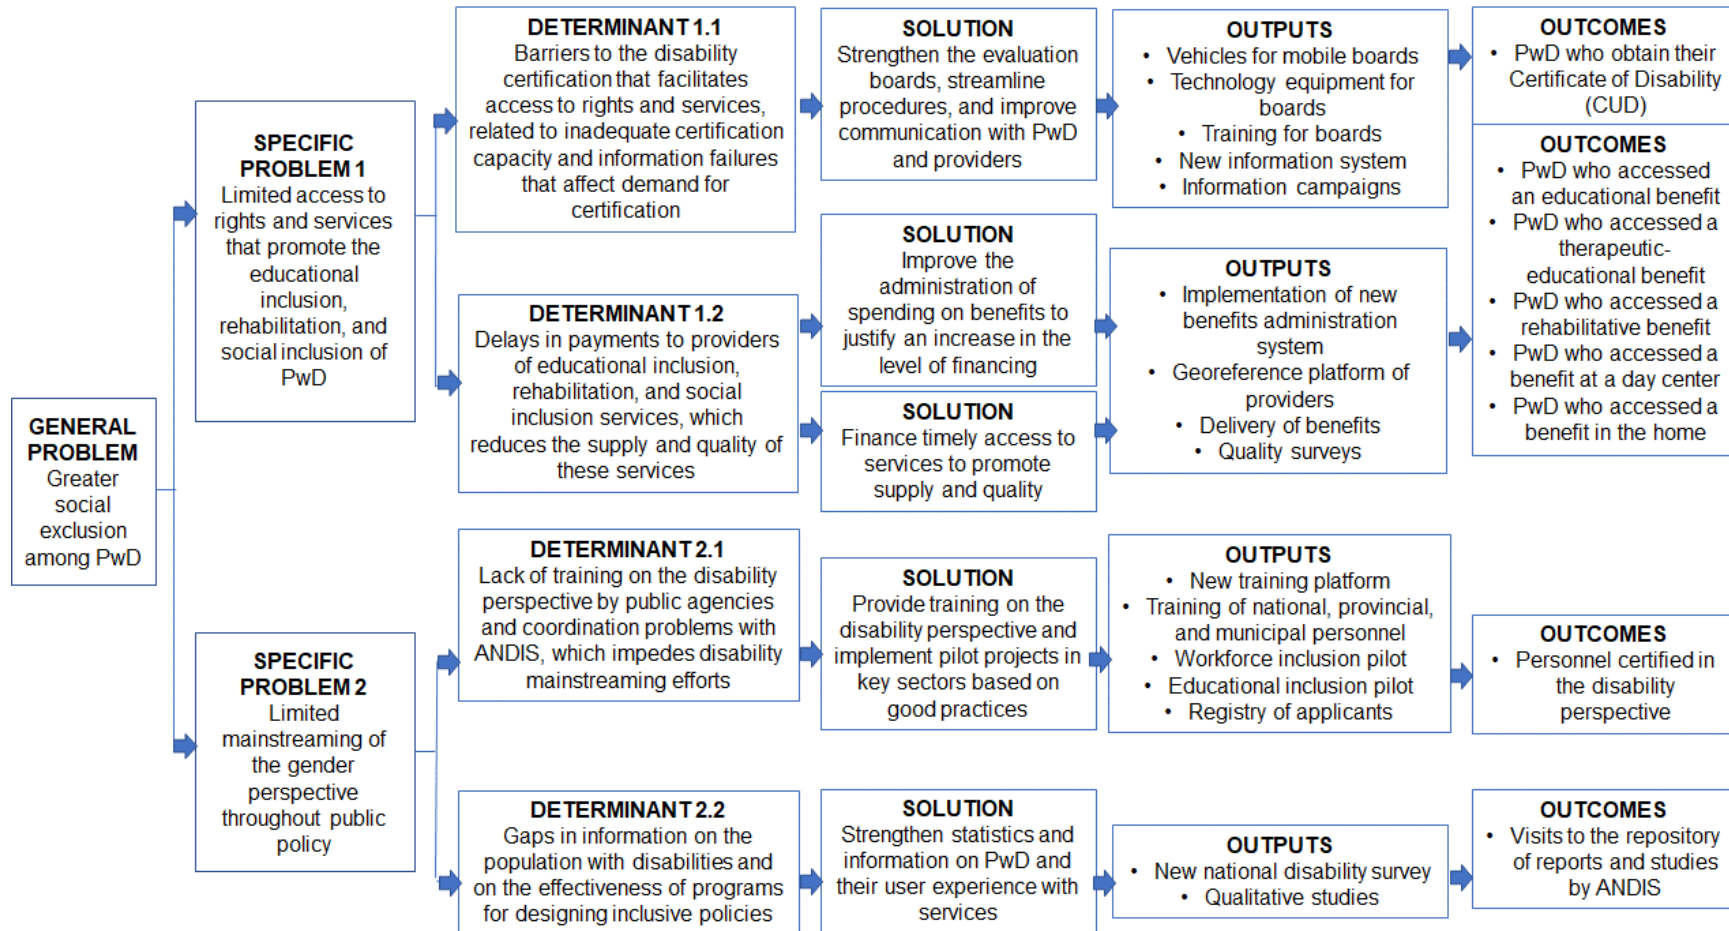 GENERAL
PROBLEM
Greater
social
exclusion
among PwD
SPECIFIC
PROBLEM 1
Limited access to
rights and services
that promote the
educational
inclusion,
rehabilitation, and
social inclusion of
PwD
SPECIFIC
PROBLEM 2
Limited
mainstreaming of
the gender
perspective
throughout public
policy
DETERMINANT 1.1
Barriers to the disability
certification that facilitates
access to rights and services,
related to inadequate certification
capacity and information failures
that affect demand for
certification
DETERMINANT 1.2
Delays in payments to providers
of educational inclusion,
rehabilitation, and social
inclusion services, which
reduces the supply and quality of
these services
DETERMINANT 2.1
Lack of training on the disability
perspective by public agencies
and coordination problems with
ANDIS, which impedes disability
mainstreaming efforts
DETERMINANT 2.2
Gaps in information on the
population with disabilities and
on the effectiveness of programs
for designing inclusive policies
SOLUTION
Strengthen the evaluation
boards, streamline
procedures, and improve
communication with PwD
and providers
SOLUTION
Improve the
administration of
spending on benefits to
justify an increase in the
level of financing
SOLUTION
Finance timely access to
services to promote
supply and quality
SOLUTION
Provide training on the
disability perspective and
implement pilot projects in
key sectors based on
good practices
SOLUTION
Strengthen statistics and
information on PwD and
their user experience with
services
OUTPUTS
• Vehicles for mobile boards
• Technology equipment for
boards
• Training for boards
• New information system
• Information campaigns
OUTPUTS
• Implementation of new
benefits administration
system
• Georeference platform of
providers
• Delivery of benefits
• Quality surveys
OUTPUTS
• New training platform
• Training of national, provincial,
and municipal personnel
• Workforce inclusion pilot
• Educational inclusion pilot
• Registry of applicants
OUTPUTS
• New national disability survey
• Qualitative studies
OUTCOMES
• PwD who obtain their
Certificate of Disability
(CUD)
OUTCOMES
• PwD who accessed
an educational benefit
• PwD who accessed a
therapeutic-
educational benefit
• PwD who accessed a
rehabilitative benefit
• PwD who accessed a
benefit at a day center
• PwD who accessed a
benefit in the home
OUTCOMES
• Personnel certified in
the disability
perspective
OUTCOMES
• Visits to the repository
of reports and studies
by ANDIS